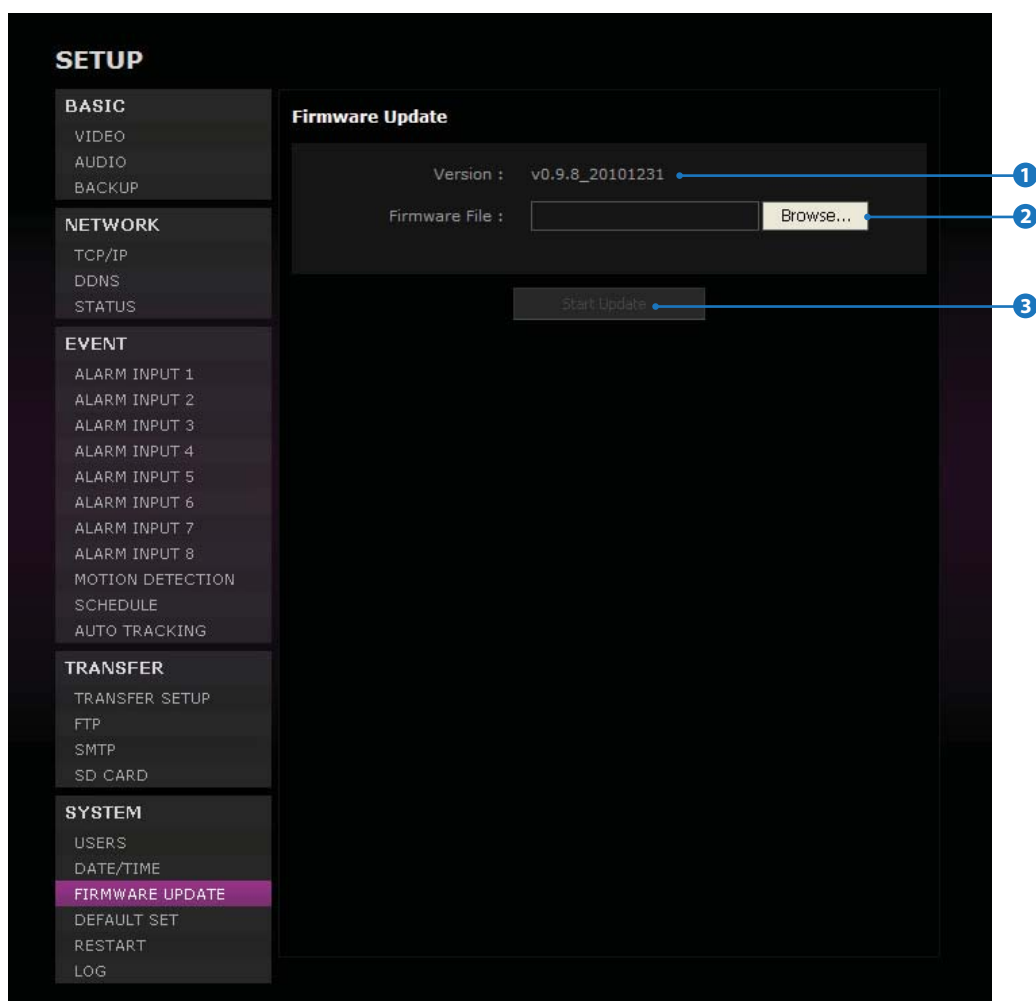 SETUP
BASIC
VIDEO
AUDIO
BACKUP
NETWORK
TCP/IP
DDNS
STATUS
EVENT
ALARM INPUT 1
ALARM INPUT 2
ALARM INPUT 3
ALARM INPUT 4
ALARM INPUT 5
ALARM INPUT 6
ALARM INPUT 7
ALARM INPUT 8
MOTION DETECTION
SCHEDULE
AUTO TRACKING
TRANSFER
TRANSFER SETUP
FTP
SMTP
SD CARD
SYSTEM
USERS
DATE/TIME
FIRMWARE UPDATE
DEFAULT SET
RESTART
LOG
Firmware Update
Version : v0.9.8_20101231 1
Firmware File : Browse... 2
Start Update 3